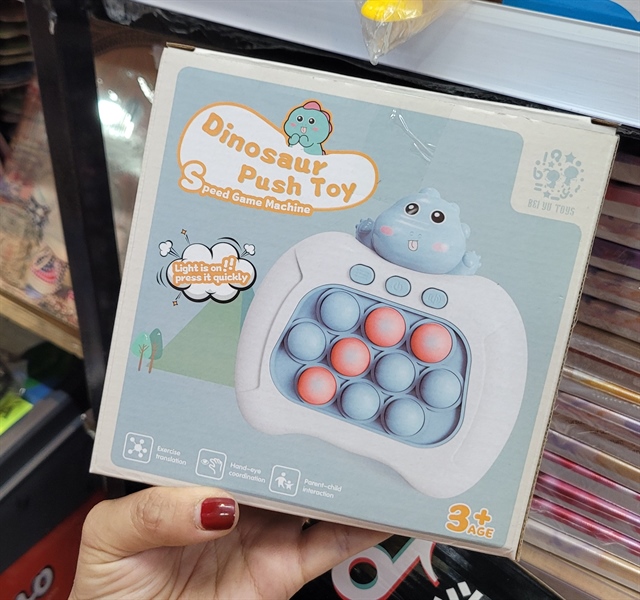 Dinosaur
Push Toy
Speed Game Machine
BEI YU TOYS
Light is on!!
press it quickly
Exercise
frandation
Hand-eye
coordination
Parent-child
interaction
3+
AGE